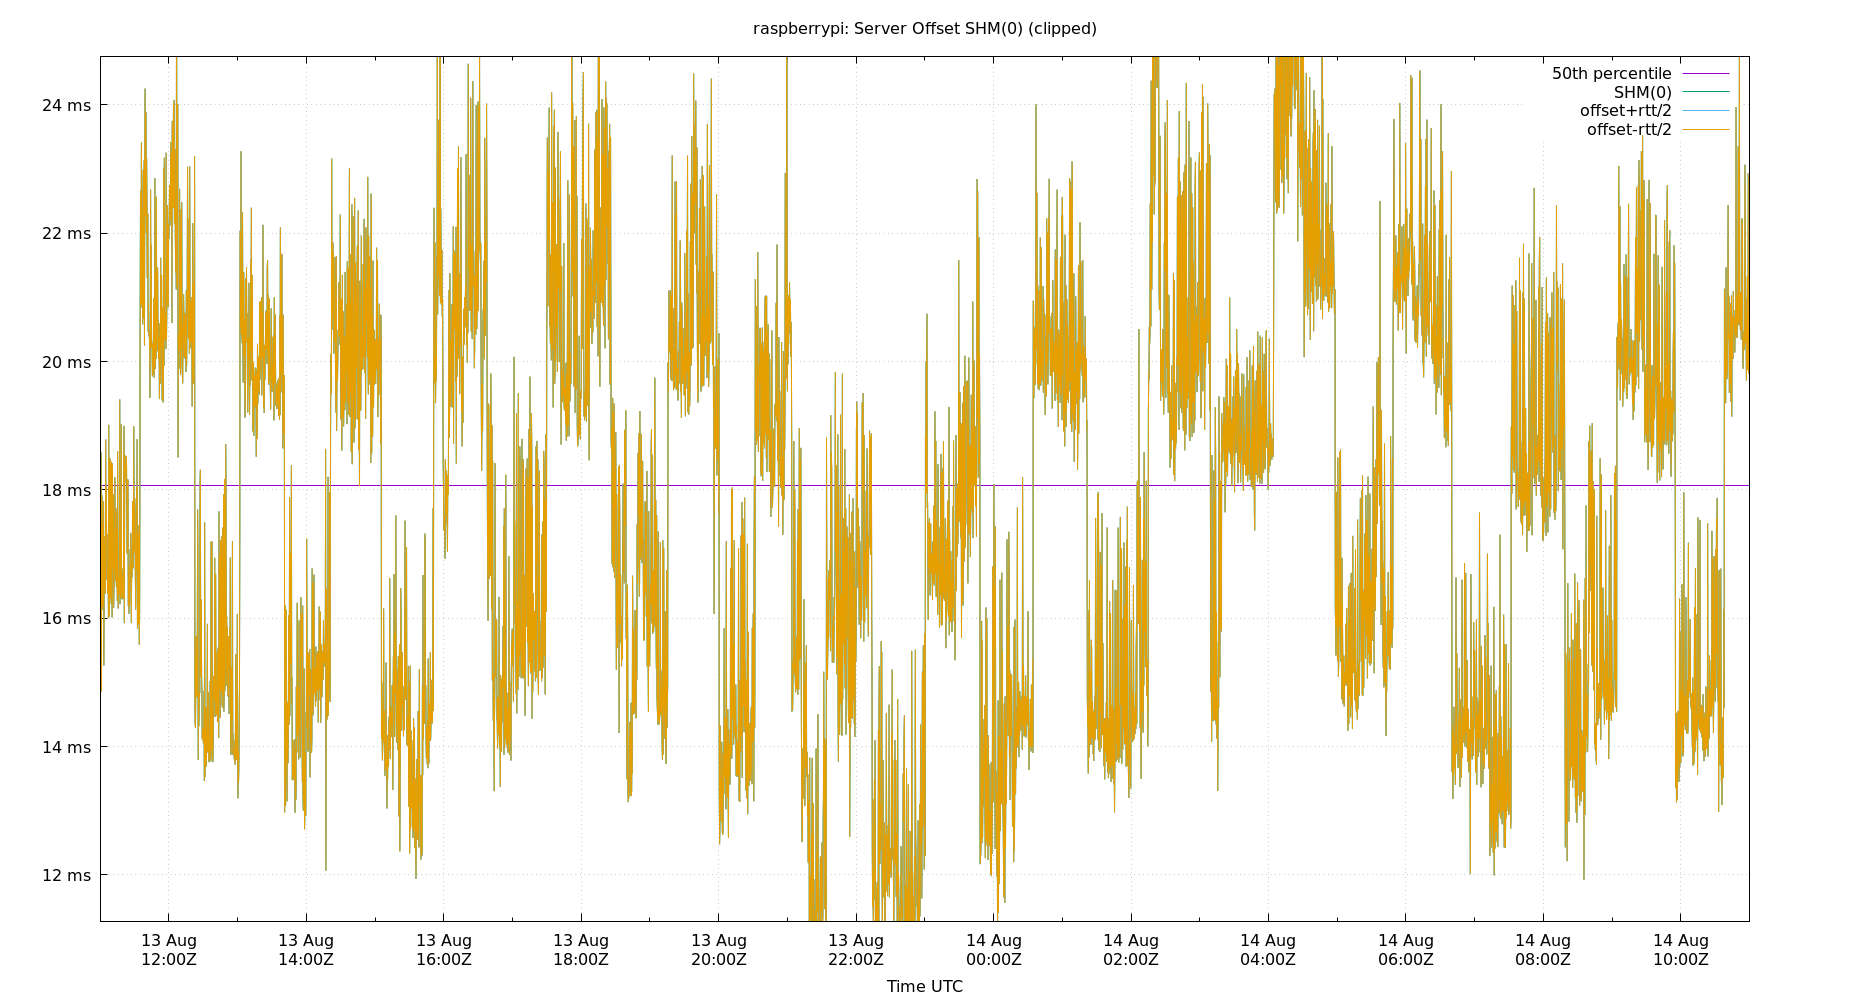 raspberrypi: Server Offset SHM(0) (clipped)
50th percentile
SHM(0)
offset+rtt/2
offset-rtt/2
24 ms
22 ms
20 ms
18 ms
16 ms
14 ms
12 ms
13 Aug 13 Aug 13 Aug 13 Aug 13 Aug 13 Aug 14 Aug 14 Aug 14 Aug 14 Aug 14 Aug 14 Aug
12:00Z 14:00Z 16:00Z 18:00Z 20:00Z 22:00Z 00:00Z 02:00Z 04:00Z 06:00Z 08:00Z 10:00Z
Time UTC